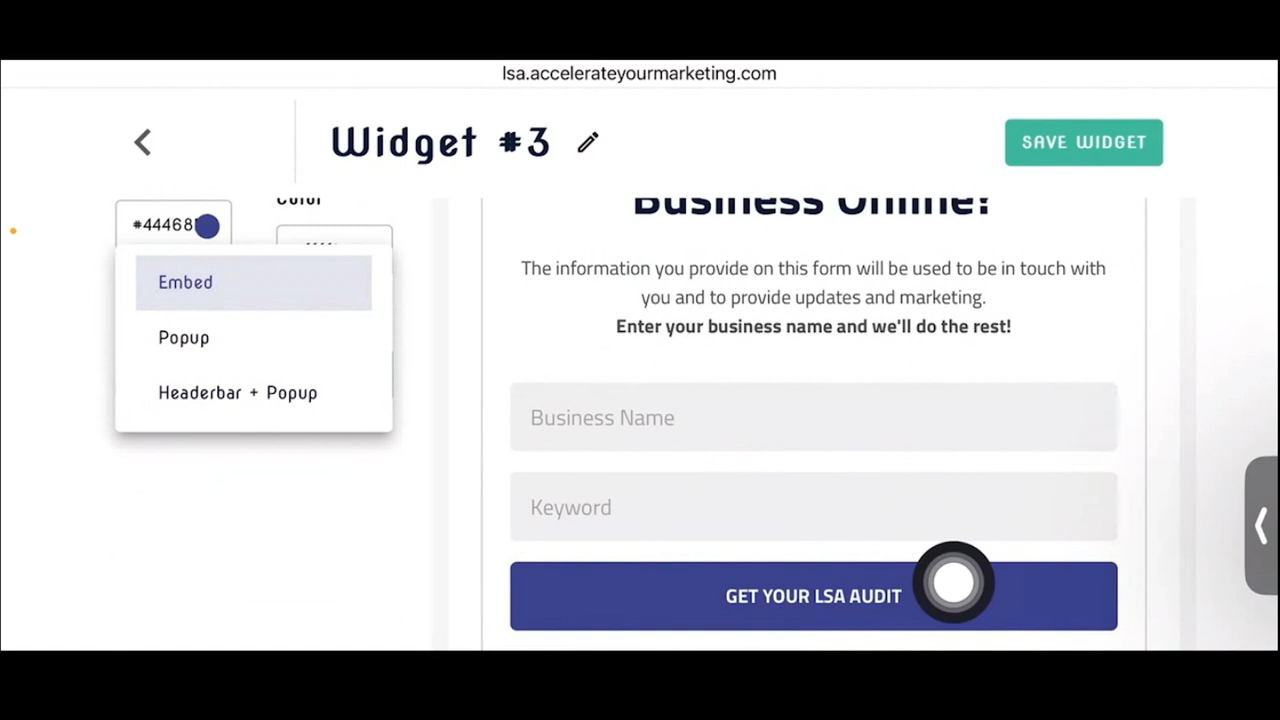 lsa.accelerateyourmarketing.com
Widget #3
SAVE WIDGET
Color
#44468
Embed
Popup
Headerbar + Popup
Business Online!
The information you provide on this form will be used to be in touch with
you and to provide updates and marketing.
Enter your business name and we'll do the rest!
Business Name
Keyword
GET YOUR LSA AUDIT